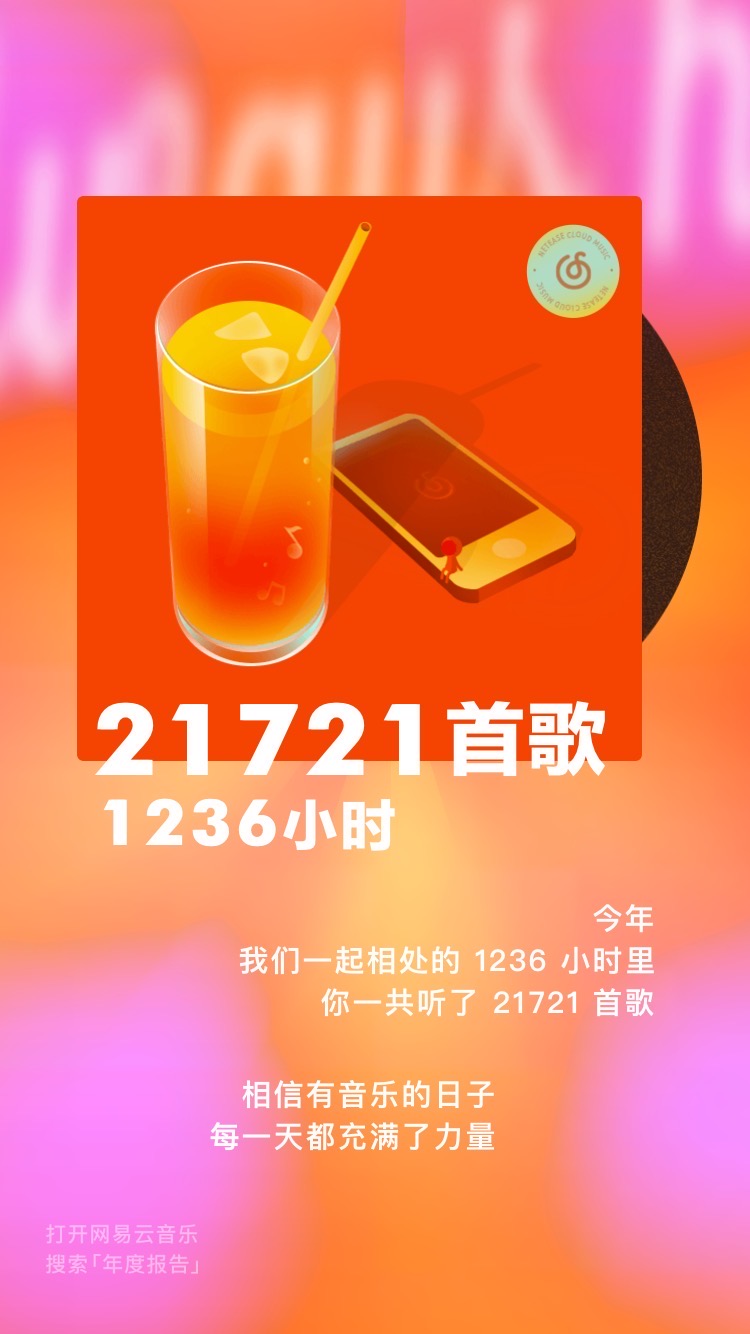 NETEASE CLOUD MUSIC
NETEASE CLOUD MUSIC
21721首歌
1236小时
今年
我们一起相处的 1236 小时里
你一共听了 21721 首歌
相信有音乐的日子
每一天都充满了力量
打开网易云音乐
搜索「年度报告」